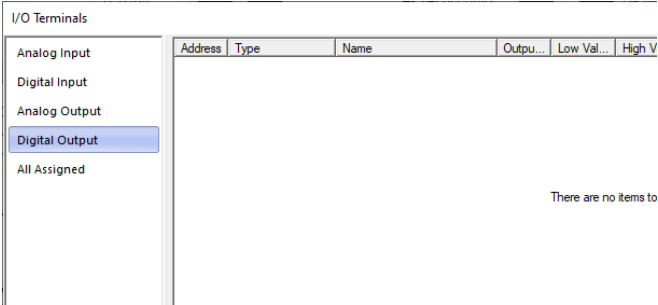 I/O Terminals
Analog Input
Digital Input
Analog Output
Digital Output
All Assigned
Address Type Name Outpu... Low Val... High V
There are no items to